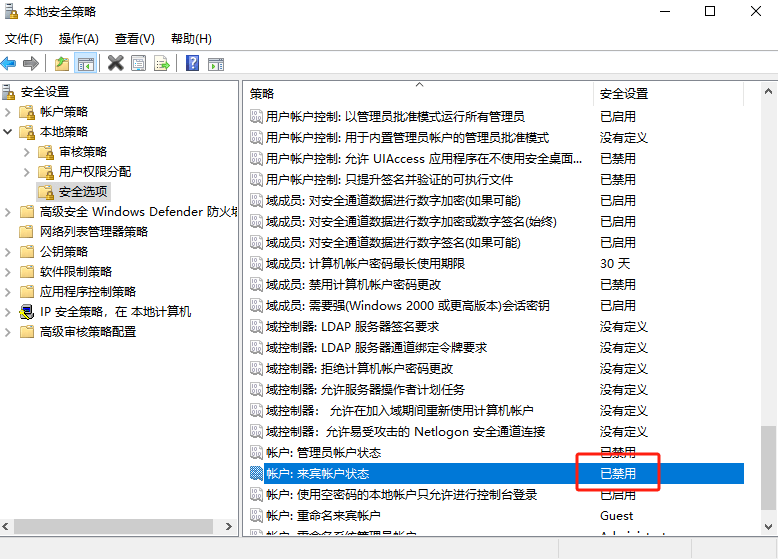 本地安全策略
文件(F) 操作(A) 查看(V) 帮助(H)
安全设置
帐户策略
本地策略
审核策略
用户权限分配
安全选项
高级安全 Windows Defender 防火墙
网络列表管理器策略
公钥策略
软件限制策略
应用程序控制策略
IP 安全策略，在 本地计算机
高级审核策略配置
策略 安全设置
用户帐户控制: 以管理员批准模式运行所有管理员 已启用
用户帐户控制: 用于内置管理员帐户的管理员批准模式 没有定义
用户帐户控制: 允许 UIAccess 应用程序在不使用安全桌面... 已禁用
用户帐户控制: 只提升签名并验证的可执行文件 已禁用
域成员: 对安全通道数据进行数字加密(如果可能) 已启用
域成员: 对安全通道数据进行数字加密或数字签名(始终) 已启用
域成员: 对安全通道数据进行数字签名(如果可能) 已启用
域成员: 计算机帐户密码最长使用期限 30 天
域成员: 禁用计算机帐户密码更改 已禁用
域成员: 需要强(Windows 2000 或更高版本)会话密钥 已启用
域控制器: LDAP 服务器签名要求 没有定义
域控制器: LDAP 服务器通道绑定令牌要求 没有定义
域控制器: 拒绝计算机帐户密码更改 没有定义
域控制器: 允许服务器操作者计划任务 没有定义
域控制器： 允许在加入域期间重新使用计算机帐户 没有定义
域控制器: 允许易受攻击的 Netlogon 安全通道连接 没有定义
帐户: 管理员帐户状态 已禁用
帐户: 来宾帐户状态 已禁用
帐户: 使用空密码的本地帐户只允许进行控制台登录 已启用
帐户: 重命名来宾帐户 Guest
帐户: 重命名系统管理员帐户